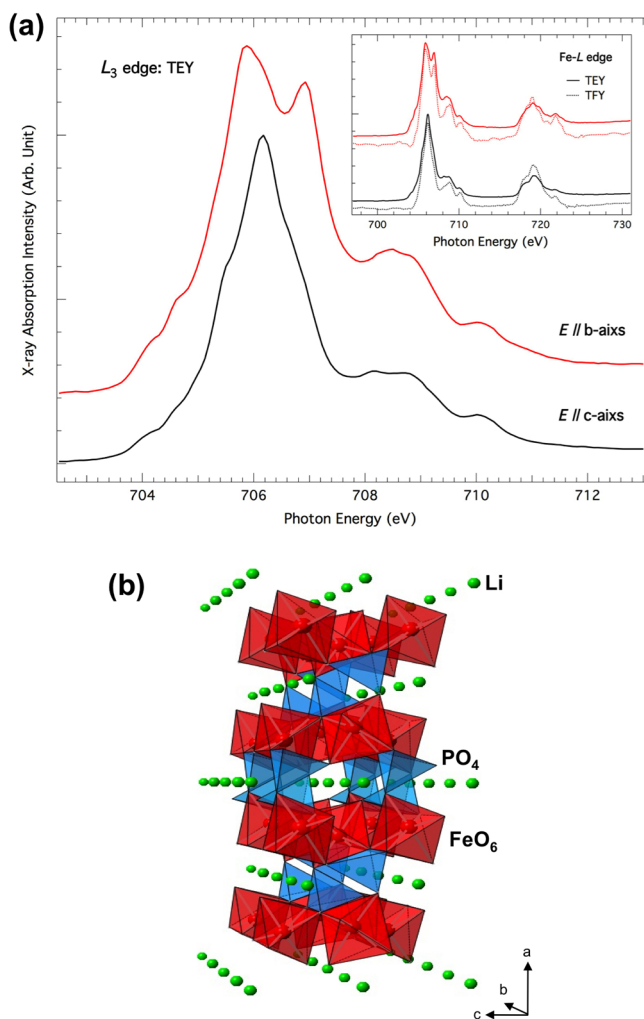 (a)
L3 edge: TEY
Fe-L edge
TEY
TFY
700
710
720
730
Photon Energy (eV)
X-ray Absorption Intensity (Arb. Unit)
E // b-aixs
E // c-aixs
704
706
708
710
712
Photon Energy (eV)
(b)
Li
PO4
FeO6
a
b
c